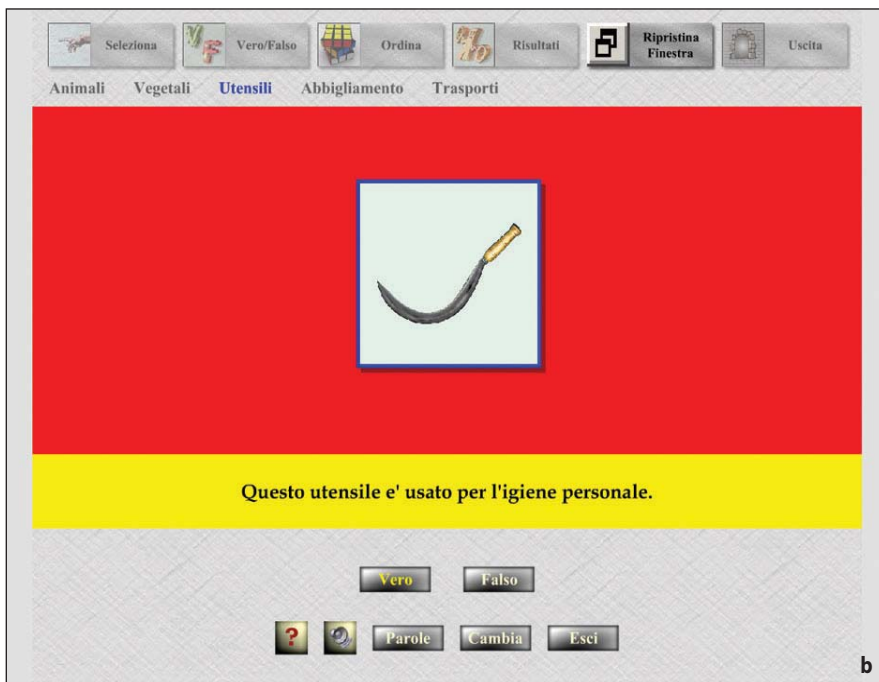 Seleziona
Vero/Falso
Ordina
Risultati
Ripristina
Finestra
Uscita
Animali Vegetali Utensili Abbigliamento Trasporti
Questo utensile e' usato per l'igiene personale.
Vero Falso
? Parole Cambia Esci
b